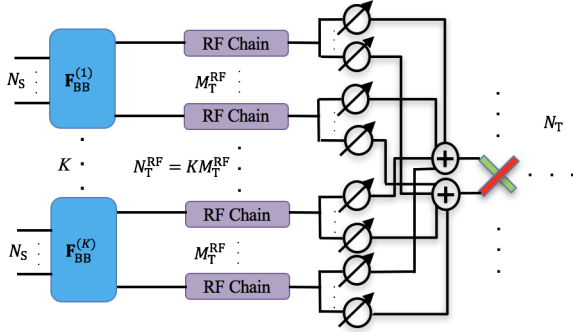 RF Chain
N_S
F_BB^(1)
M_T^RF
RF Chain
N_T
K
N_T^RF = KM_T^RF
+
+
RF Chain
N_S
F_BB^(K)
M_T^RF
RF Chain